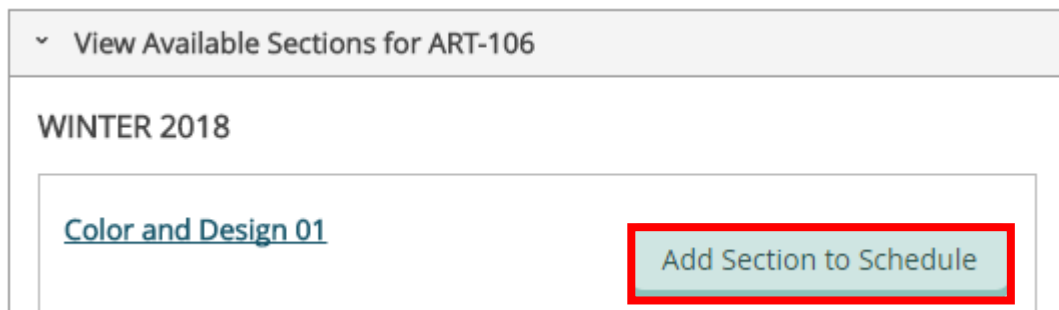 View Available Sections for ART-106
WINTER 2018
Color and Design 01
Add Section to Schedule